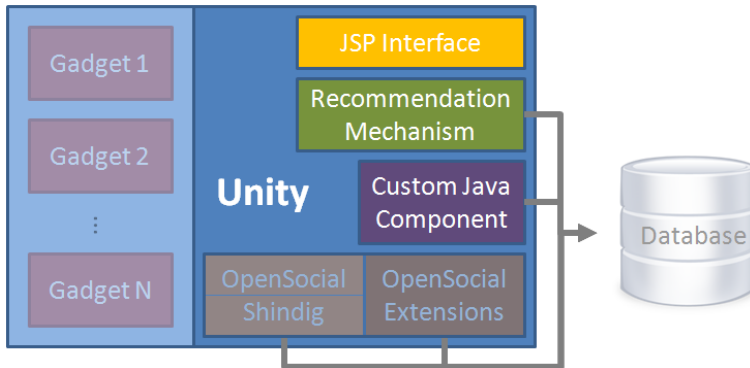 Gadget 1
Gadget 2
⋮
Gadget N
Unity
JSP Interface
Recommendation
Mechanism
Custom Java
Component
OpenSocial
Shindig
OpenSocial
Extensions
Database